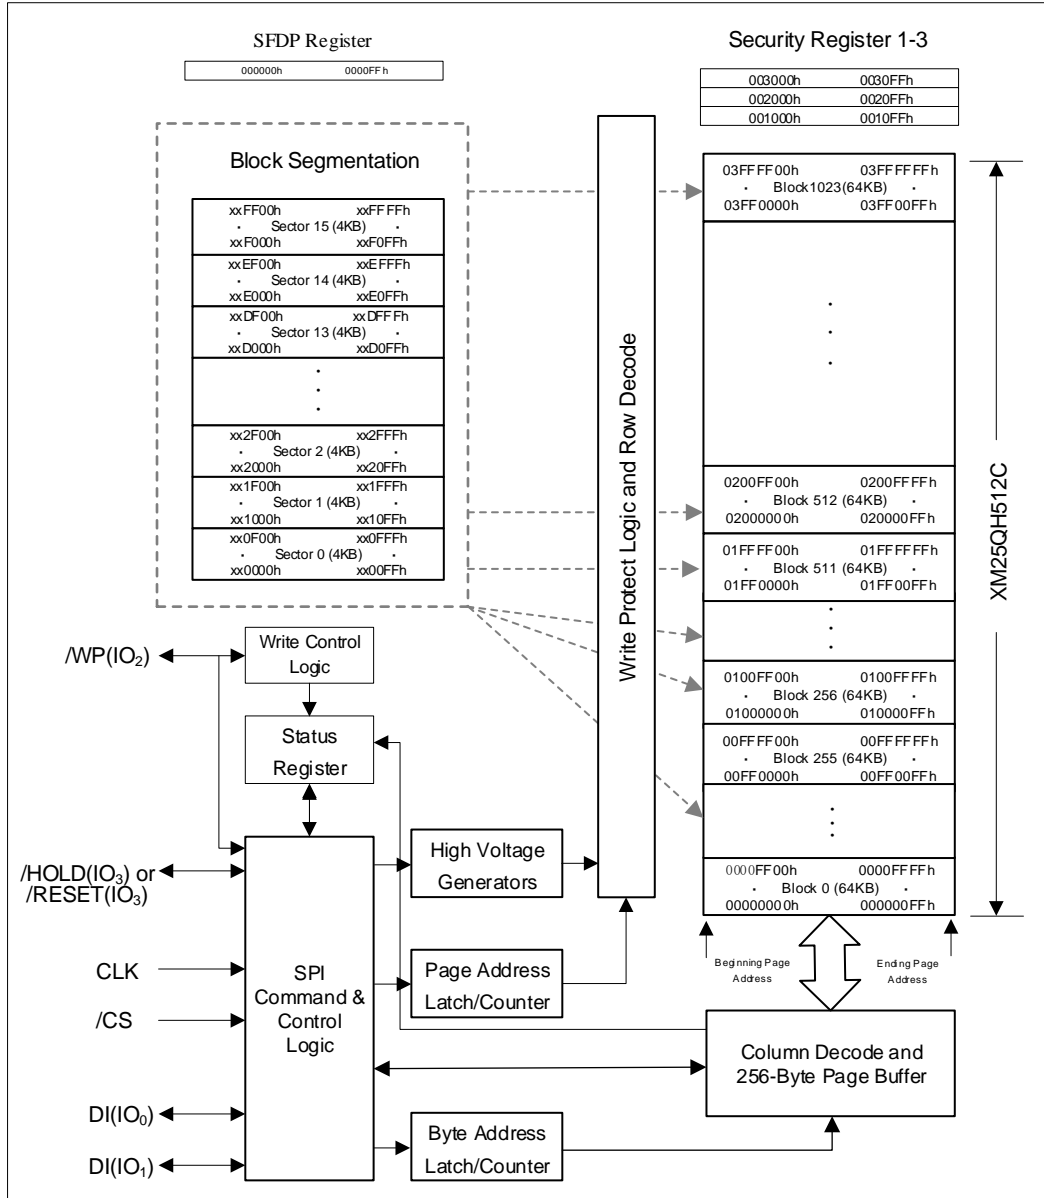 SFDP Register
000000h 0000FFh
Security Register 1-3
003000h 0030FFh
002000h 0020FFh
001000h 0010FFh
Block Segmentation
xxFF00h xxFFFFh
· Sector 15 (4KB) ·
xxF000h xxF0FFh
xxEF00h xxEFFFh
· Sector 14 (4KB) ·
xxE000h xxE0FFh
xxDF00h xxDFFFh
· Sector 13 (4KB) ·
xxD000h xxD0FFh
xx2F00h xx2FFFh
· Sector 2 (4KB) ·
xx2000h xx20FFh
xx1F00h xx1FFFh
· Sector 1 (4KB) ·
xx1000h xx10FFh
xx0F00h xx0FFFh
· Sector 0 (4KB) ·
xx0000h xx00FFh
Write Protect Logic and Row Decode
03FFFF00h 03FFFFFFh
· Block1023(64KB) ·
03FF0000h 03FF00FFh
0200FF00h 0200FFFFh
· Block 512 (64KB) ·
02000000h 020000FFh
01FFFF00h 01FFFFFFh
· Block 511 (64KB) ·
01FF0000h 01FF00FFh
0100FF00h 0100FFFFh
· Block 256 (64KB) ·
01000000h 010000FFh
00FFFF00h 00FFFFFFh
· Block 255 (64KB) ·
00FF0000h 00FF00FFh
0000FF00h 0000FFFFh
· Block 0 (64KB) ·
00000000h 000000FFh
XM25QH512C
Beginning Page
Address
Ending Page
Address
/WP(IO₂)
Write Control
Logic
Status
Register
/HOLD(IO₃) or
/RESET(IO₃)
CLK
/CS
DI(IO₀)
DI(IO₁)
SPI
Command &
Control
Logic
High Voltage
Generators
Page Address
Latch/Counter
Byte Address
Latch/Counter
Column Decode and
256-Byte Page Buffer